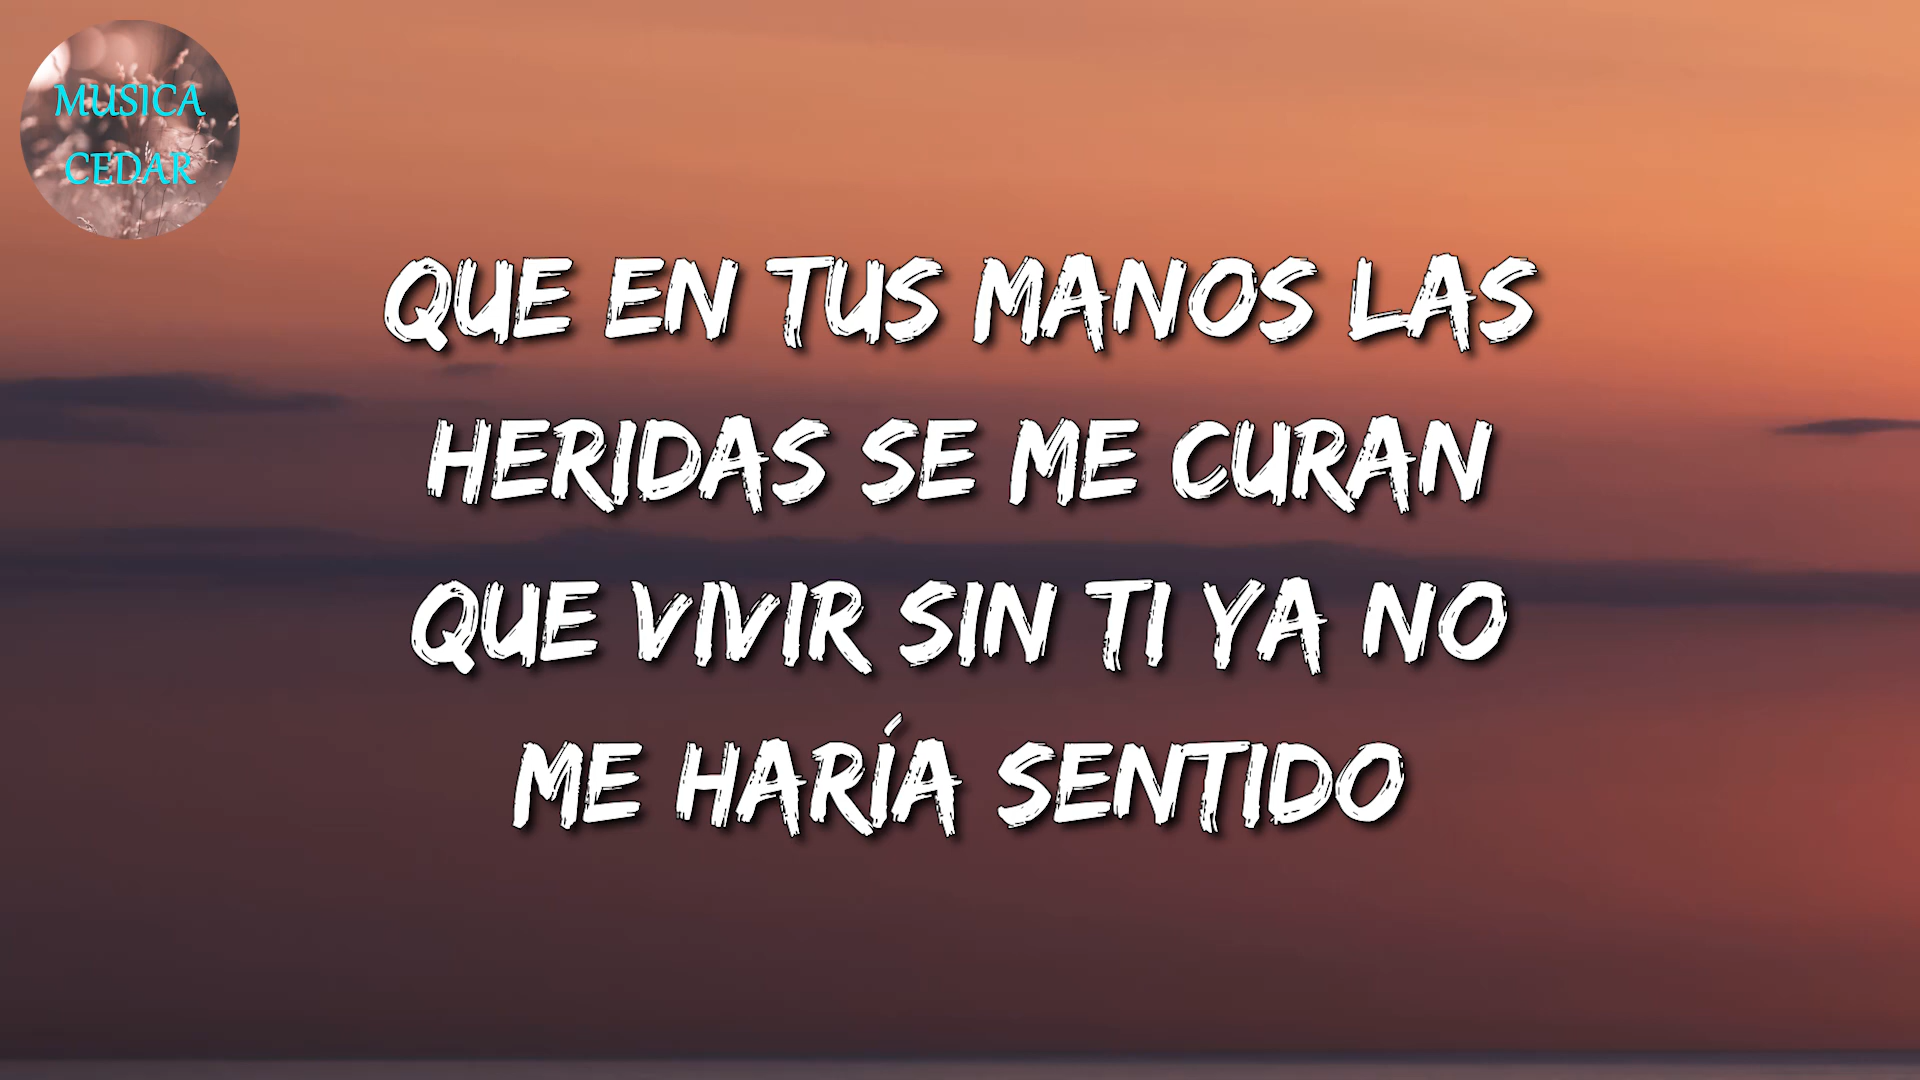 MUSICA
CEDAR
QUE EN TUS MANOS LAS
HERIDAS SE ME CURAN
QUE VIVIR SIN TI YA NO
ME HARÍA SENTIDO